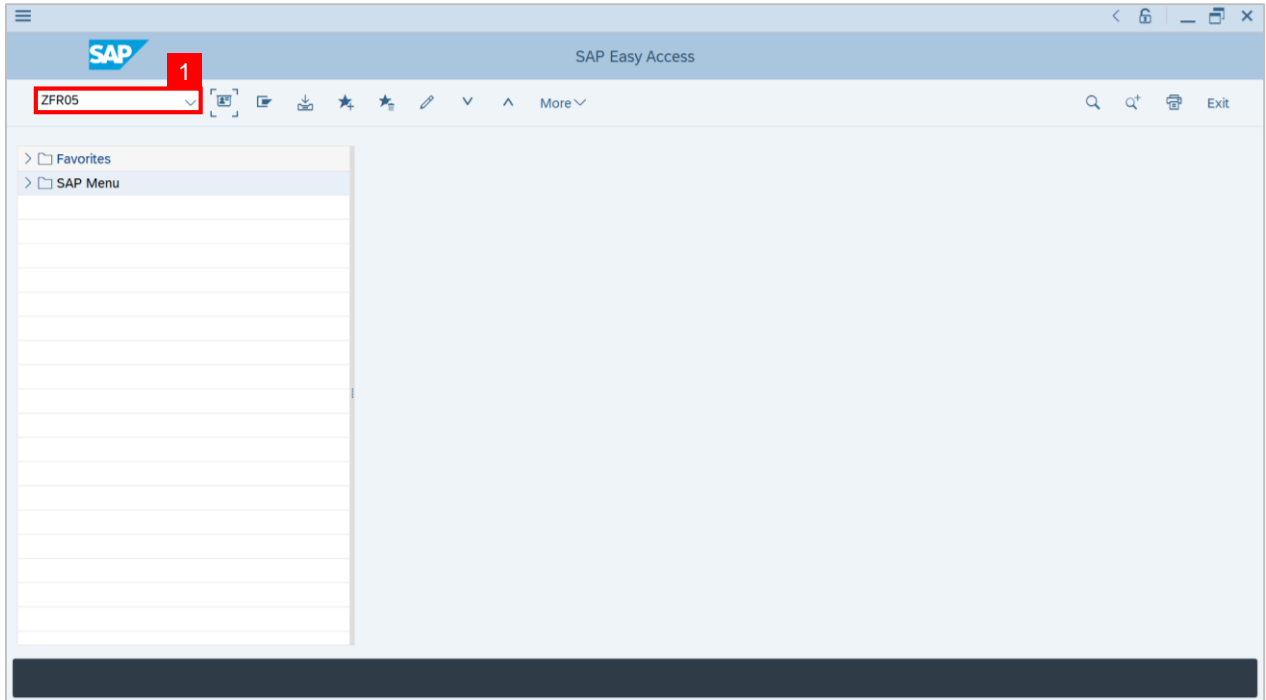 SAP
SAP Easy Access
1
ZFR05
More
Exit
Favorites
SAP Menu